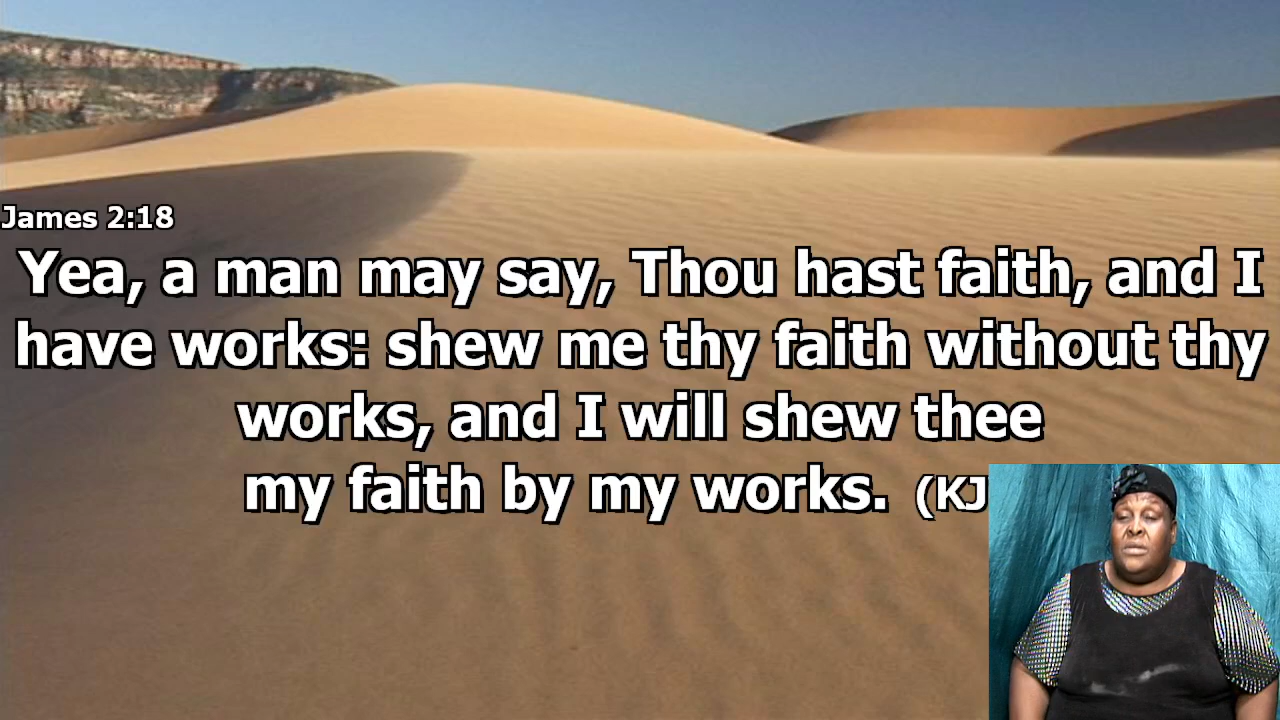 James 2:18
Yea, a man may say, Thou hast faith, and I
have works: shew me thy faith without thy
works, and I will shew thee
my faith by my works. (KJ